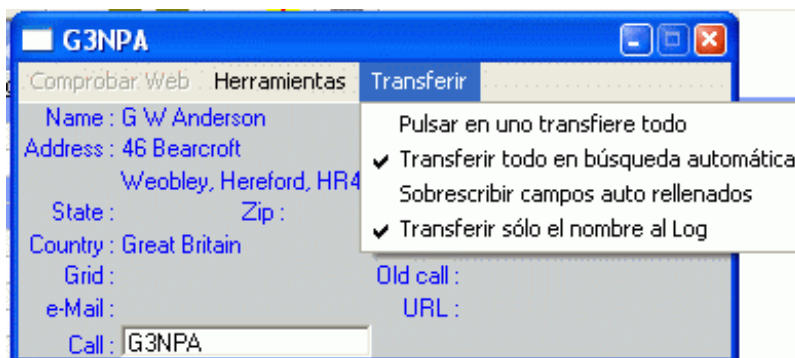 G3NPA
Comprobar Web Herramientas Transferir
Name : G W Anderson
Address : 46 Bearcroft
Weobley, Hereford, HR4
State : Zip :
Country : Great Britain
Grid : Old call :
e-Mail : URL :
Call : G3NPA
Pulsar en uno transfiere todo
Transferir todo en búsqueda automática
Sobrescribir campos auto rellenados
Transferir sólo el nombre al Log